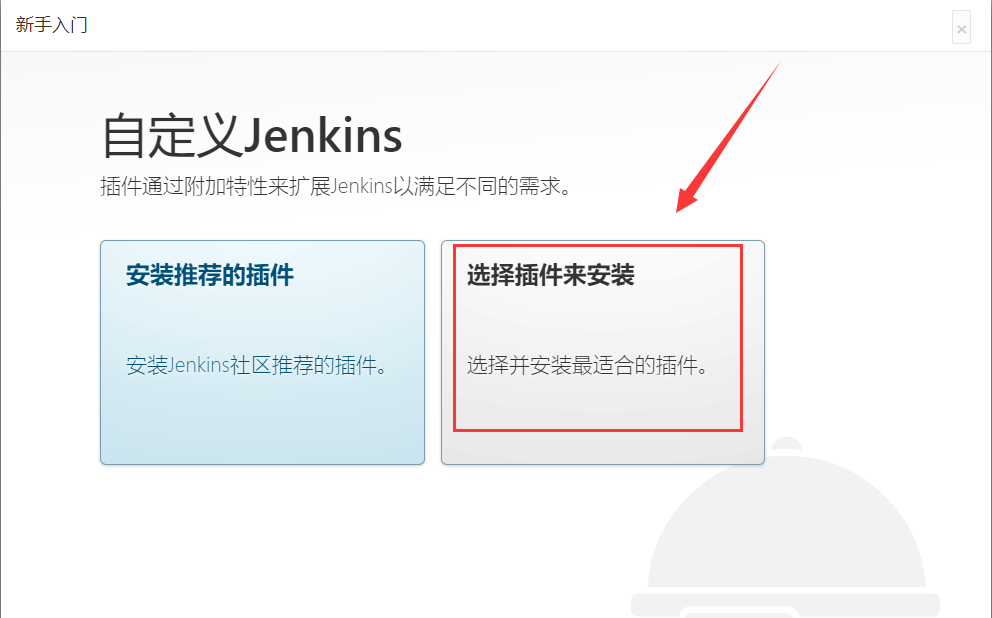 新手入门
×
自定义Jenkins
插件通过附加特性来扩展Jenkins以满足不同的需求。
安装推荐的插件
安装Jenkins社区推荐的插件。
选择插件来安装
选择并安装最适合的插件。